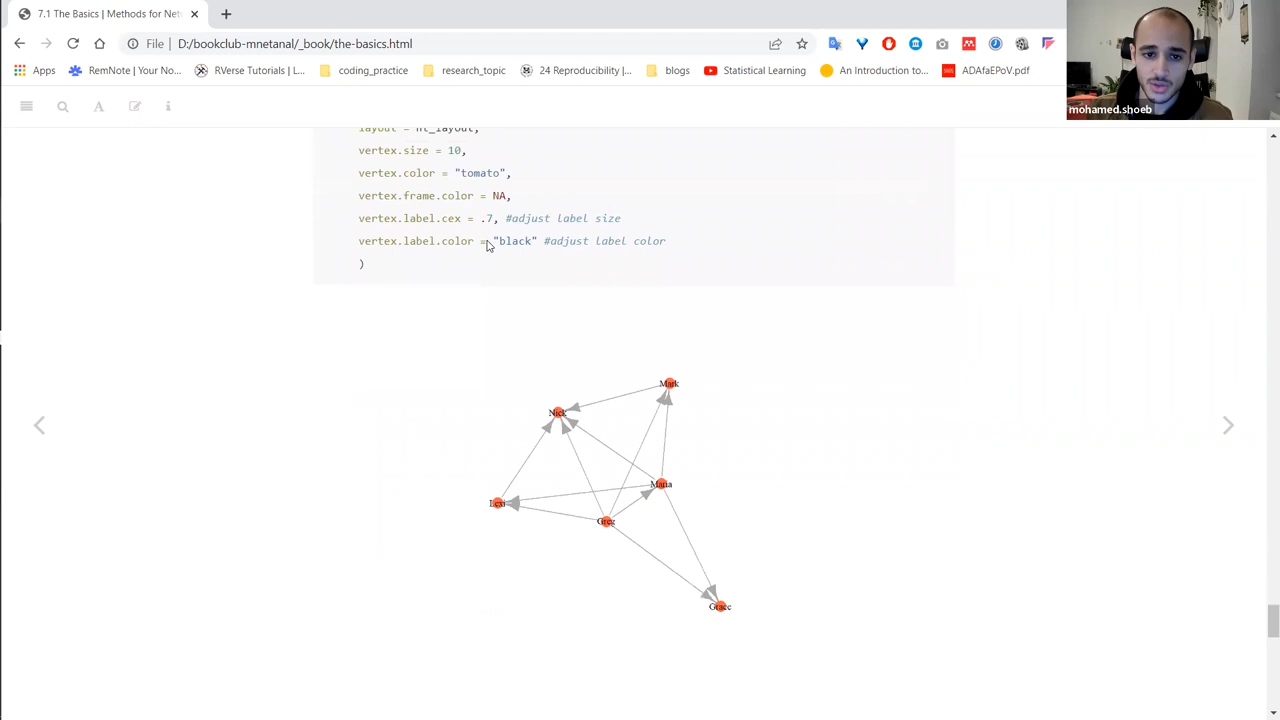 7.1 The Basics | Methods for Net
File | D:/bookclub-mnetanal/_book/the-basics.html
Apps RemNote | Your No... RVerse Tutorials | L... coding_practice research_topic 24 Reproducibility |... blogs Statistical Learning An Introduction to... ADAfaEPoV.pdf
mohamed.shoeb
layout = nt_layout,
vertex.size = 10,
vertex.color = "tomato",
vertex.frame.color = NA,
vertex.label.cex = .7, #adjust label size
vertex.label.color = "black" #adjust label color
)
Mark
Nick
Maria
Lexi
Greg
Grace